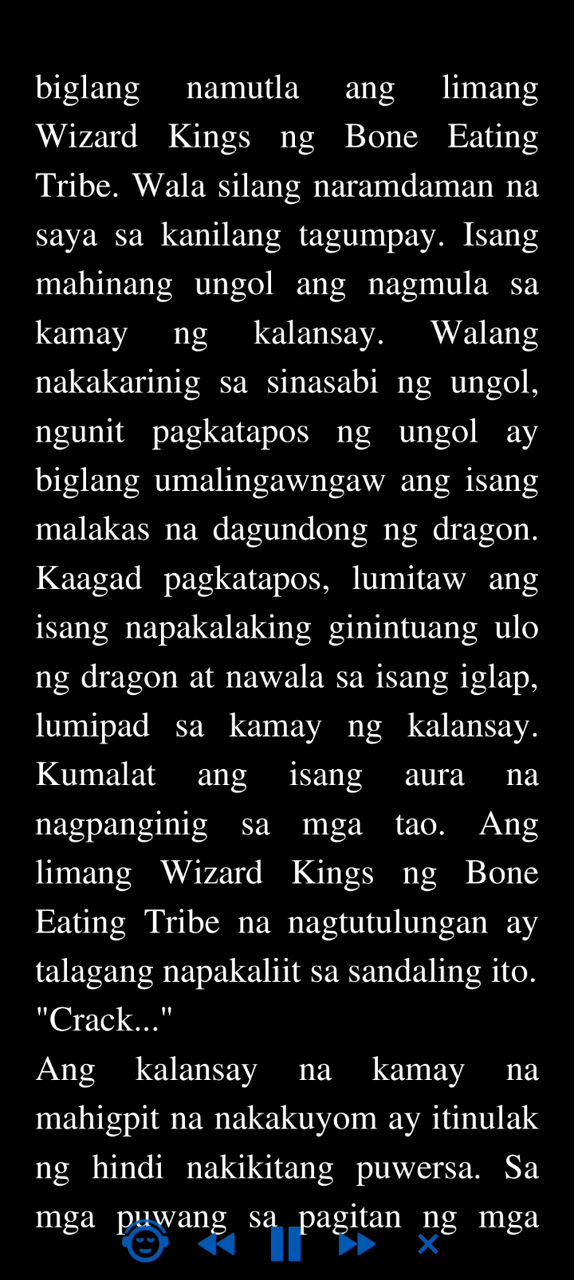 biglang namutla ang limang
Wizard Kings ng Bone Eating
Tribe. Wala silang naramdaman na
saya sa kanilang tagumpay. Isang
mahinang ungol ang nagmula sa
kamay ng kalansay. Walang
nakakarinig sa sinasabi ng ungol,
ngunit pagkatapos ng ungol ay
biglang umalingawngaw ang isang
malakas na dagundong ng dragon.
Kaagad pagkatapos, lumitaw ang
isang napakalaking ginintuang ulo
ng dragon at nawala sa isang iglap,
lumipad sa kamay ng kalansay.
Kumalat ang isang aura na
nagpanginig sa mga tao. Ang
limang Wizard Kings ng Bone
Eating Tribe na nagtutulungan ay
talagang napakaliit sa sandaling ito.
"Crack..."
Ang kalansay na kamay na
mahigpit na nakakuyom ay itinulak
ng hindi nakikitang puwersa. Sa
mga puwang sa pagitan ng mga